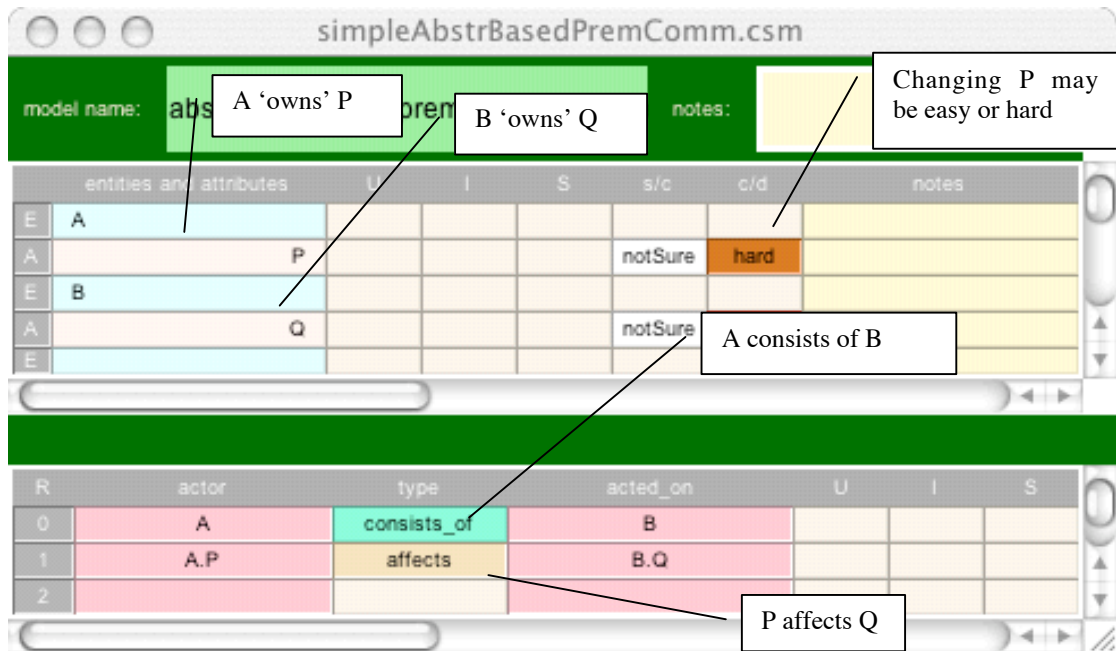 simpleAbstrBasedPremComm.csm
model name:
abs
A ‘owns’ P
B ‘owns’ Q
notes:
Changing P may
be easy or hard
entities and attributes U I S s/c c/d notes
E A
A P notSure hard
E B
A Q notSure
E
A consists of B
R actor type acted_on U I S
0 A consists_of B
1 A.P affects B.Q
2
P affects Q